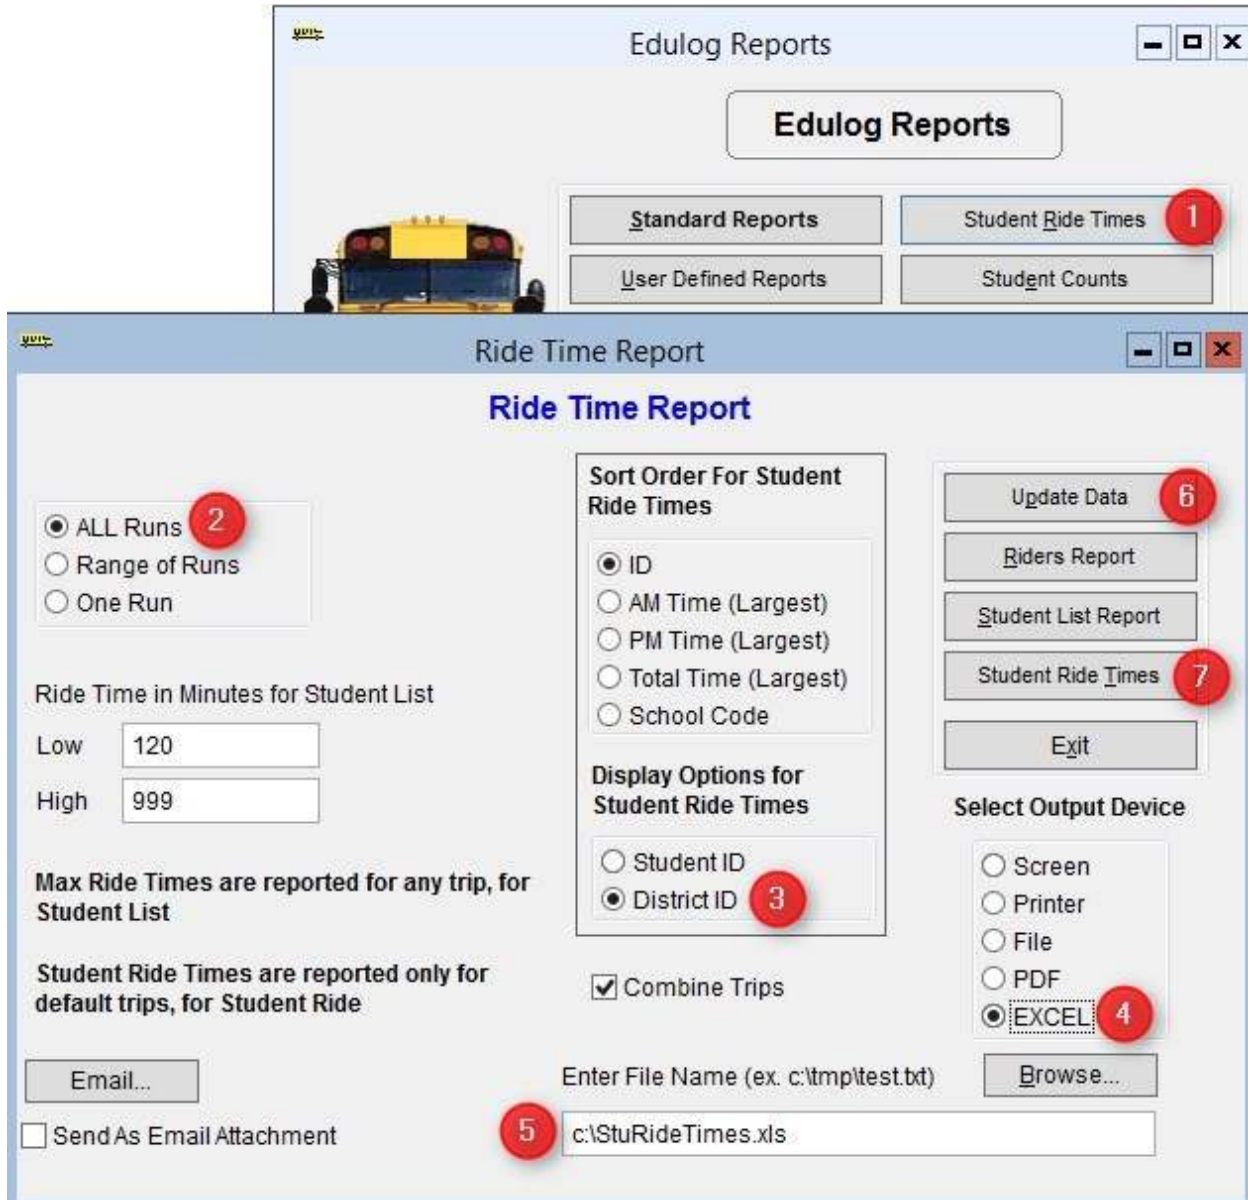 Edulog Reports
Edulog Reports
Standard Reports
Student Ride Times
1
User Defined Reports
Student Counts
Ride Time Report
Ride Time Report
ALL Runs
2
Range of Runs
One Run
Ride Time in Minutes for Student List
Low 120
High 999
Max Ride Times are reported for any trip, for
Student List
Student Ride Times are reported only for
default trips, for Student Ride
Email...
Send As Email Attachment
Sort Order For Student
Ride Times
ID
AM Time (Largest)
PM Time (Largest)
Total Time (Largest)
School Code
Display Options for
Student Ride Times
Student ID
District ID
3
Combine Trips
Update Data
6
Riders Report
Student List Report
Student Ride Times
7
Exit
Select Output Device
Screen
Printer
File
PDF
EXCEL
4
Enter File Name (ex. c:\tmp\test.txt)
Browse...
5
c:\StuRideTimes.xls